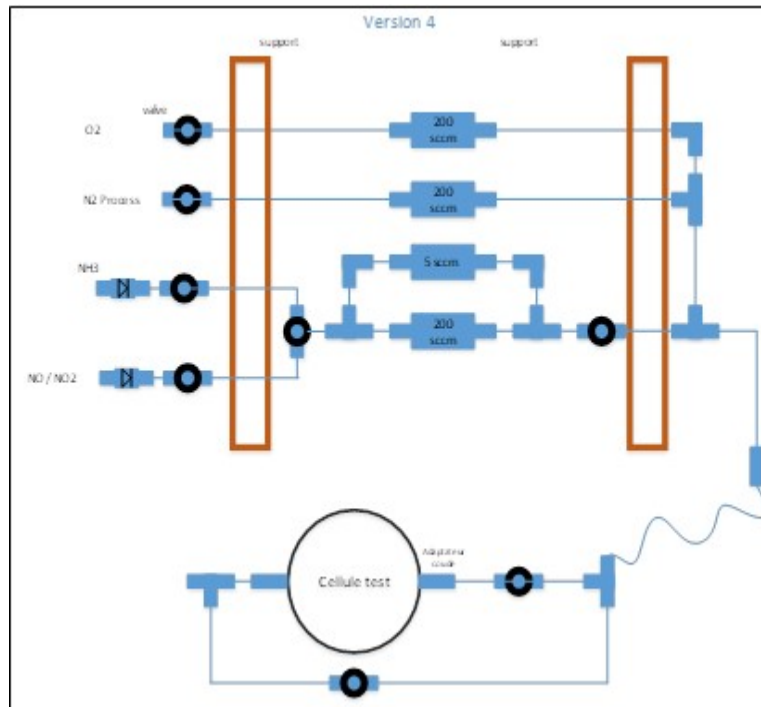 Version 4
support
support
valve
O2
200
sccm
N2 Process
200
sccm
NH3
5 sccm
200
sccm
NO / NO2
Adaptateur
coudé
Cellule test